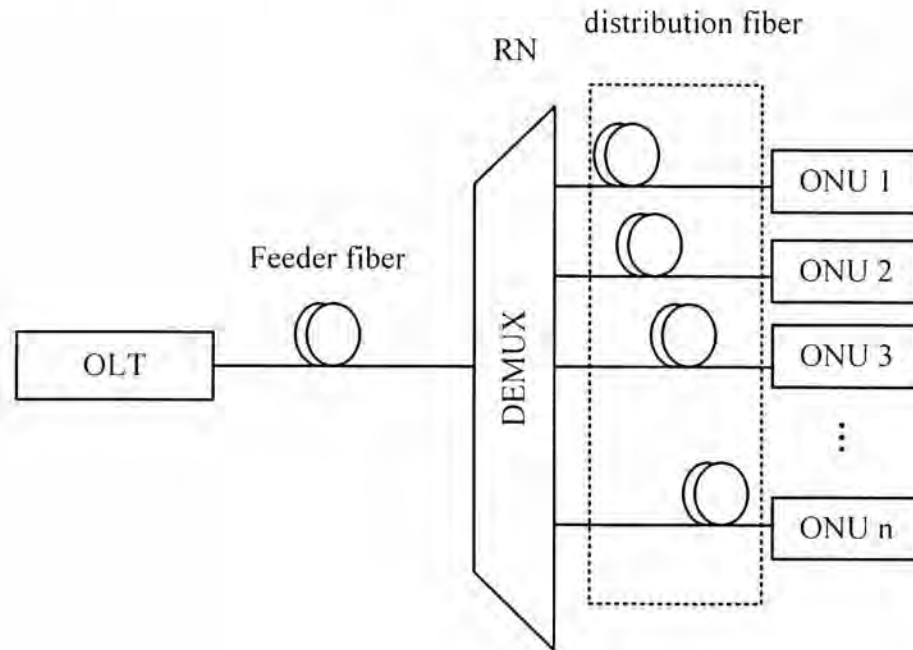 distribution fiber
RN
ONU 1
ONU 2
Feeder fiber
ONU 3
OLT
DEMUX
⋮
ONU n